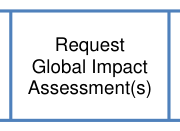 Request
Global Impact
Assessment(s)